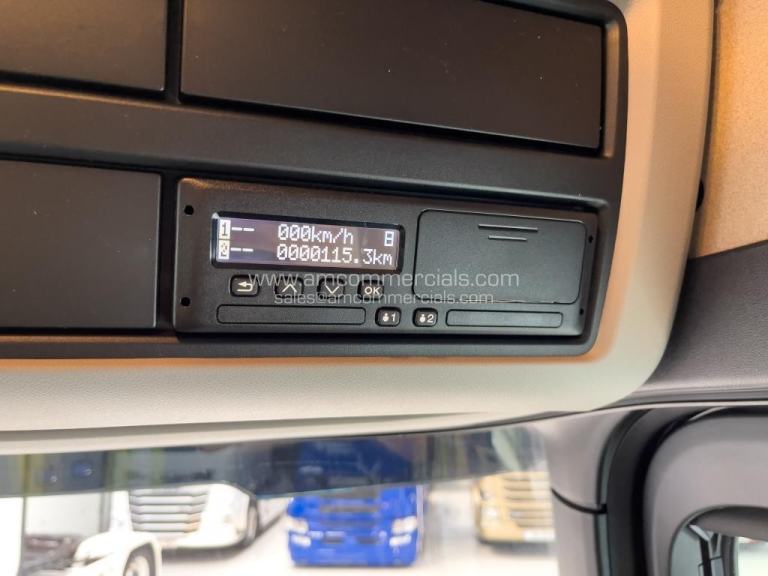 1-- 000km/h
2-- 0000115.3km
www.amcommercials.com
sales@amcommercials.com
OK
1 2